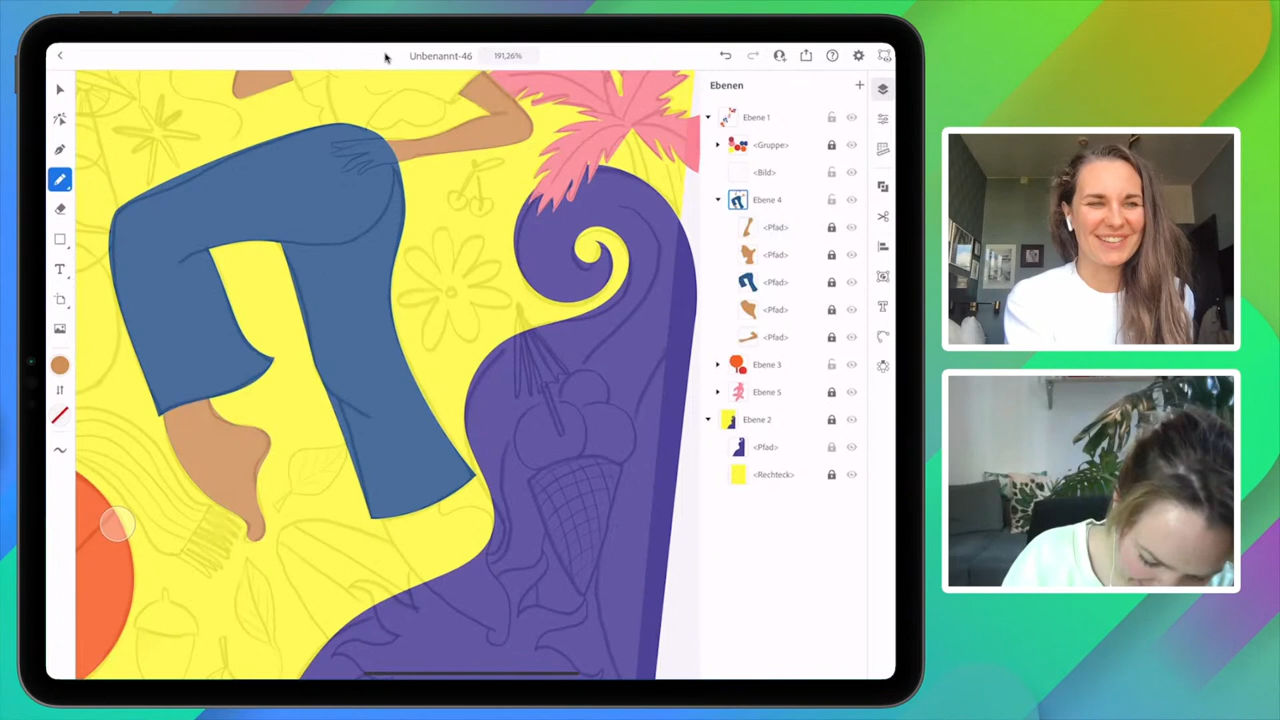 Unbenannt-46
191,26%
Ebenen
Ebene 1
<Gruppe>
<Bild>
Ebene 4
<Pfad>
<Pfad>
<Pfad>
<Pfad>
<Pfad>
Ebene 3
Ebene 5
Ebene 2
<Pfad>
<Rechteck>